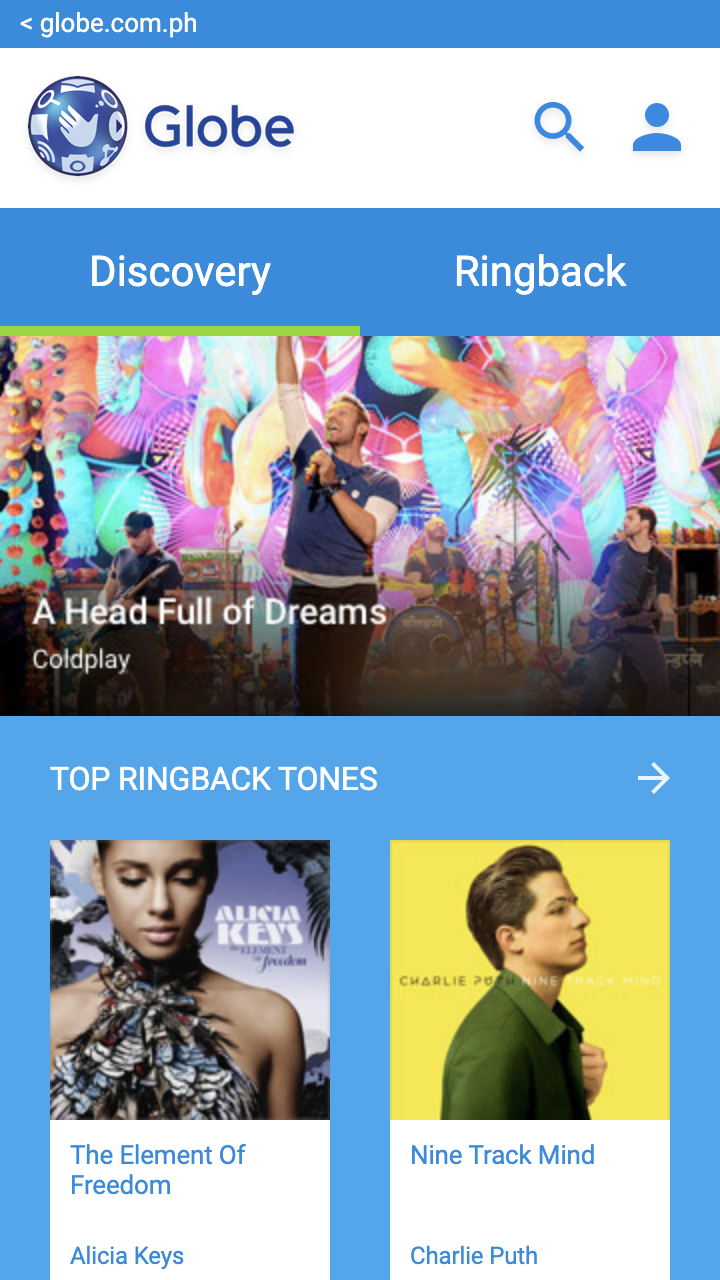 < globe.com.ph
Globe
Discovery
Ringback
A Head Full of Dreams
Coldplay
TOP RINGBACK TONES
ALICIA
KEYS
THE ELEMENT
OF freedom
CHARLIE PUTH NINE TRACK MIND
The Element Of
Freedom
Nine Track Mind
Alicia Keys
Charlie Puth